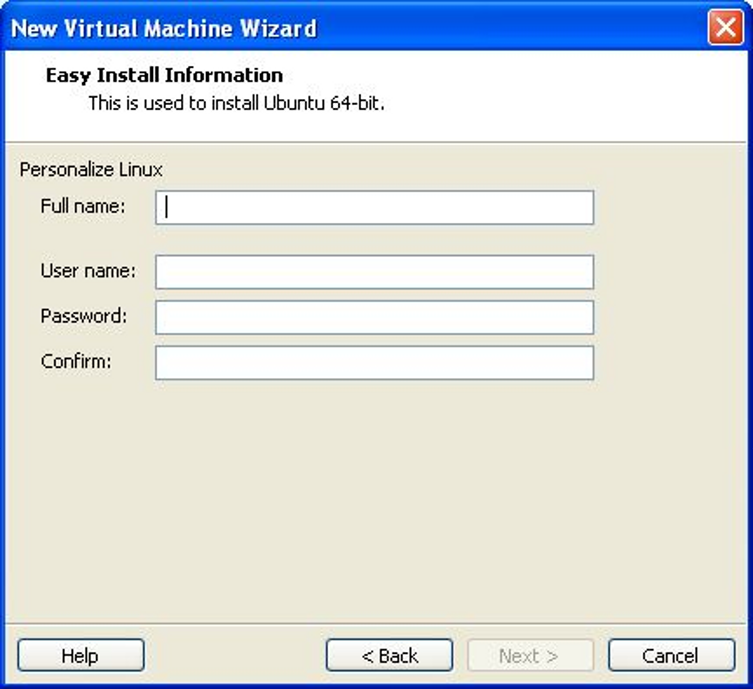 New Virtual Machine Wizard
Easy Install Information
This is used to install Ubuntu 64-bit.
Personalize Linux
Full name:
User name:
Password:
Confirm:
Help < Back Next > Cancel